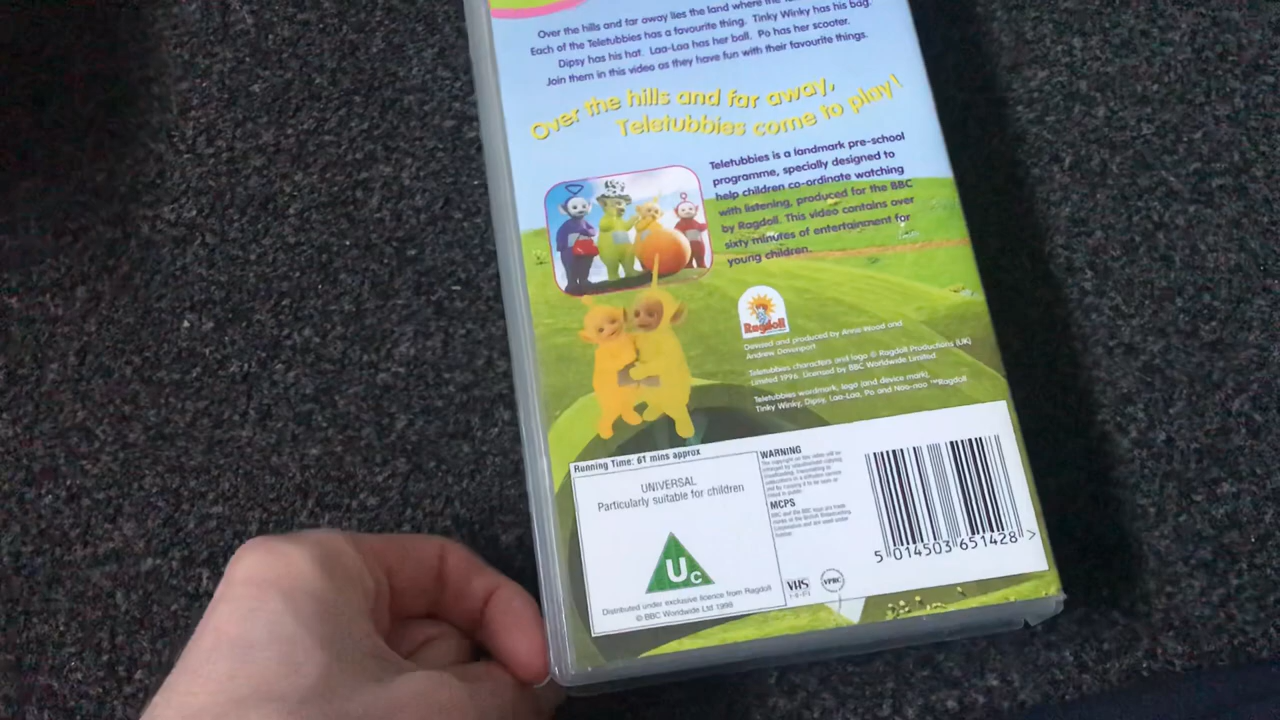 Over the hills and far away lies the land where the
Each of the Teletubbies has a favourite thing. Tinky Winky has his bag.
Dipsy has his hat. Laa-Laa has her ball. Po has her scooter.
Join them in this video as they have fun with their favourite things.
Over the hills and far away,
Teletubbies come to play!
Teletubbies is a landmark pre-school
programme, specially designed to
help children co-ordinate watching
with listening, produced for the BBC
by Ragdoll. This video contains over
sixty minutes of entertainment for
young children.
Ragdoll
Devised and produced by Anne Wood and
Andrew Davenport
Teletubbies characters and logo © Ragdoll Productions (UK)
Limited 1996. Licensed by BBC Worldwide Limited.
Teletubbies wordmark, logo (and device mark),
Tinky Winky, Dipsy, Laa-Laa, Po and Noo-noo ™Ragdoll
Running Time: 61 mins approx
UNIVERSAL
Particularly suitable for children
Uc
Distributed under exclusive licence from Ragdoll
© BBC Worldwide Ltd 1998
WARNING
MCPS
VHS
VPRC
5 014503 651428 >